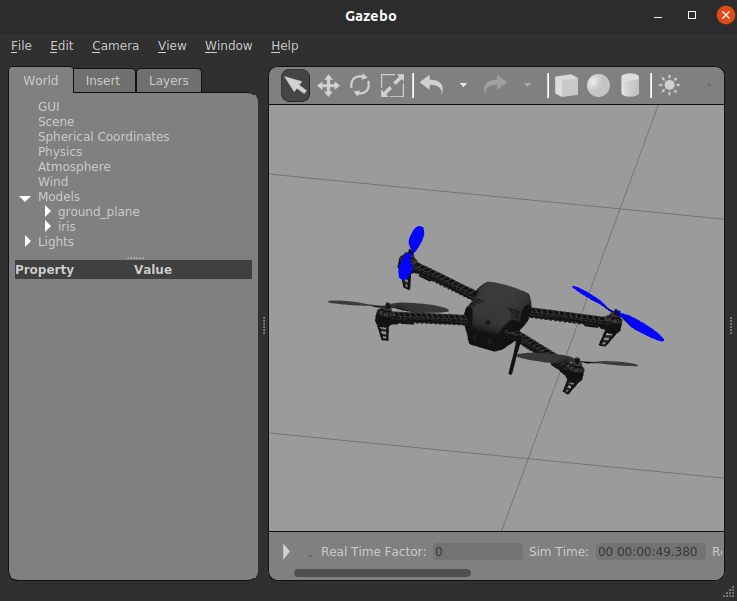 Gazebo
File Edit Camera View Window Help
World Insert Layers
GUI
Scene
Spherical Coordinates
Physics
Atmosphere
Wind
Models
ground_plane
iris
Lights
Property Value
Real Time Factor: 0 Sim Time: 00 00:00:49.380